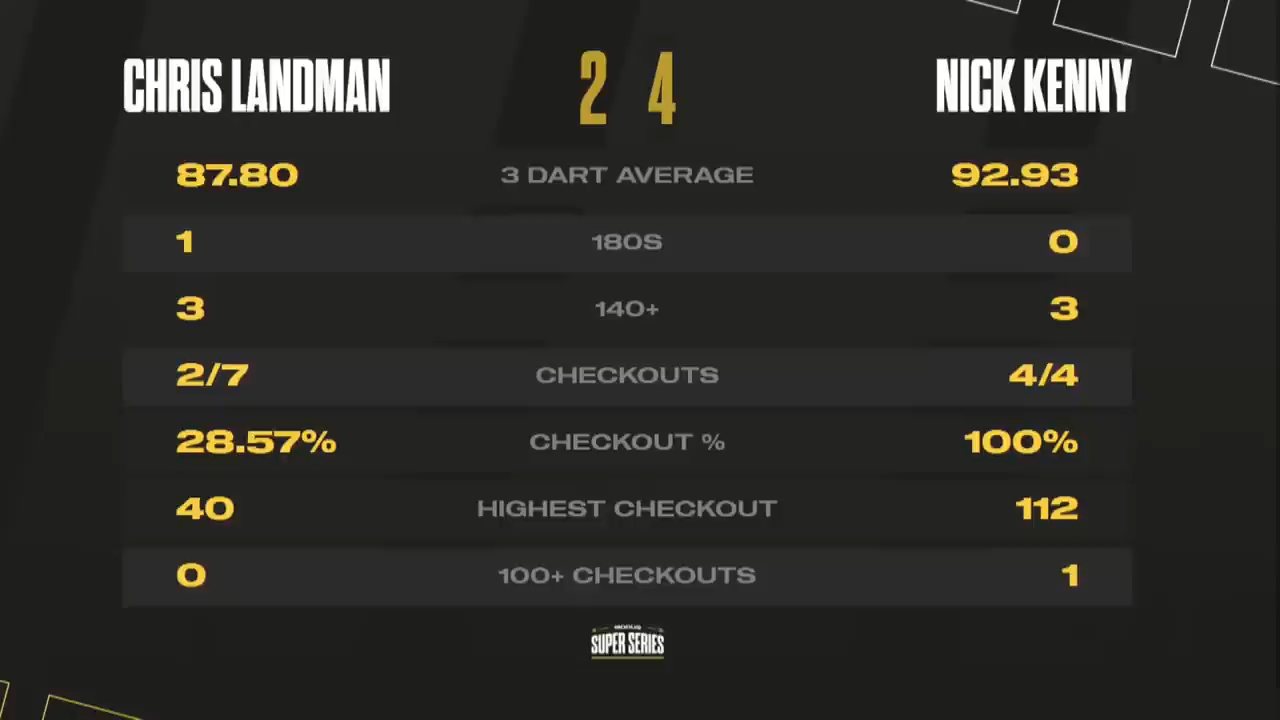 CHRIS LANDMAN 2 4 NICK KENNY
87.80 3 DART AVERAGE 92.93
1 180S 0
3 140+ 3
2/7 CHECKOUTS 4/4
28.57% CHECKOUT % 100%
40 HIGHEST CHECKOUT 112
0 100+ CHECKOUTS 1
MODUS
SUPER SERIES